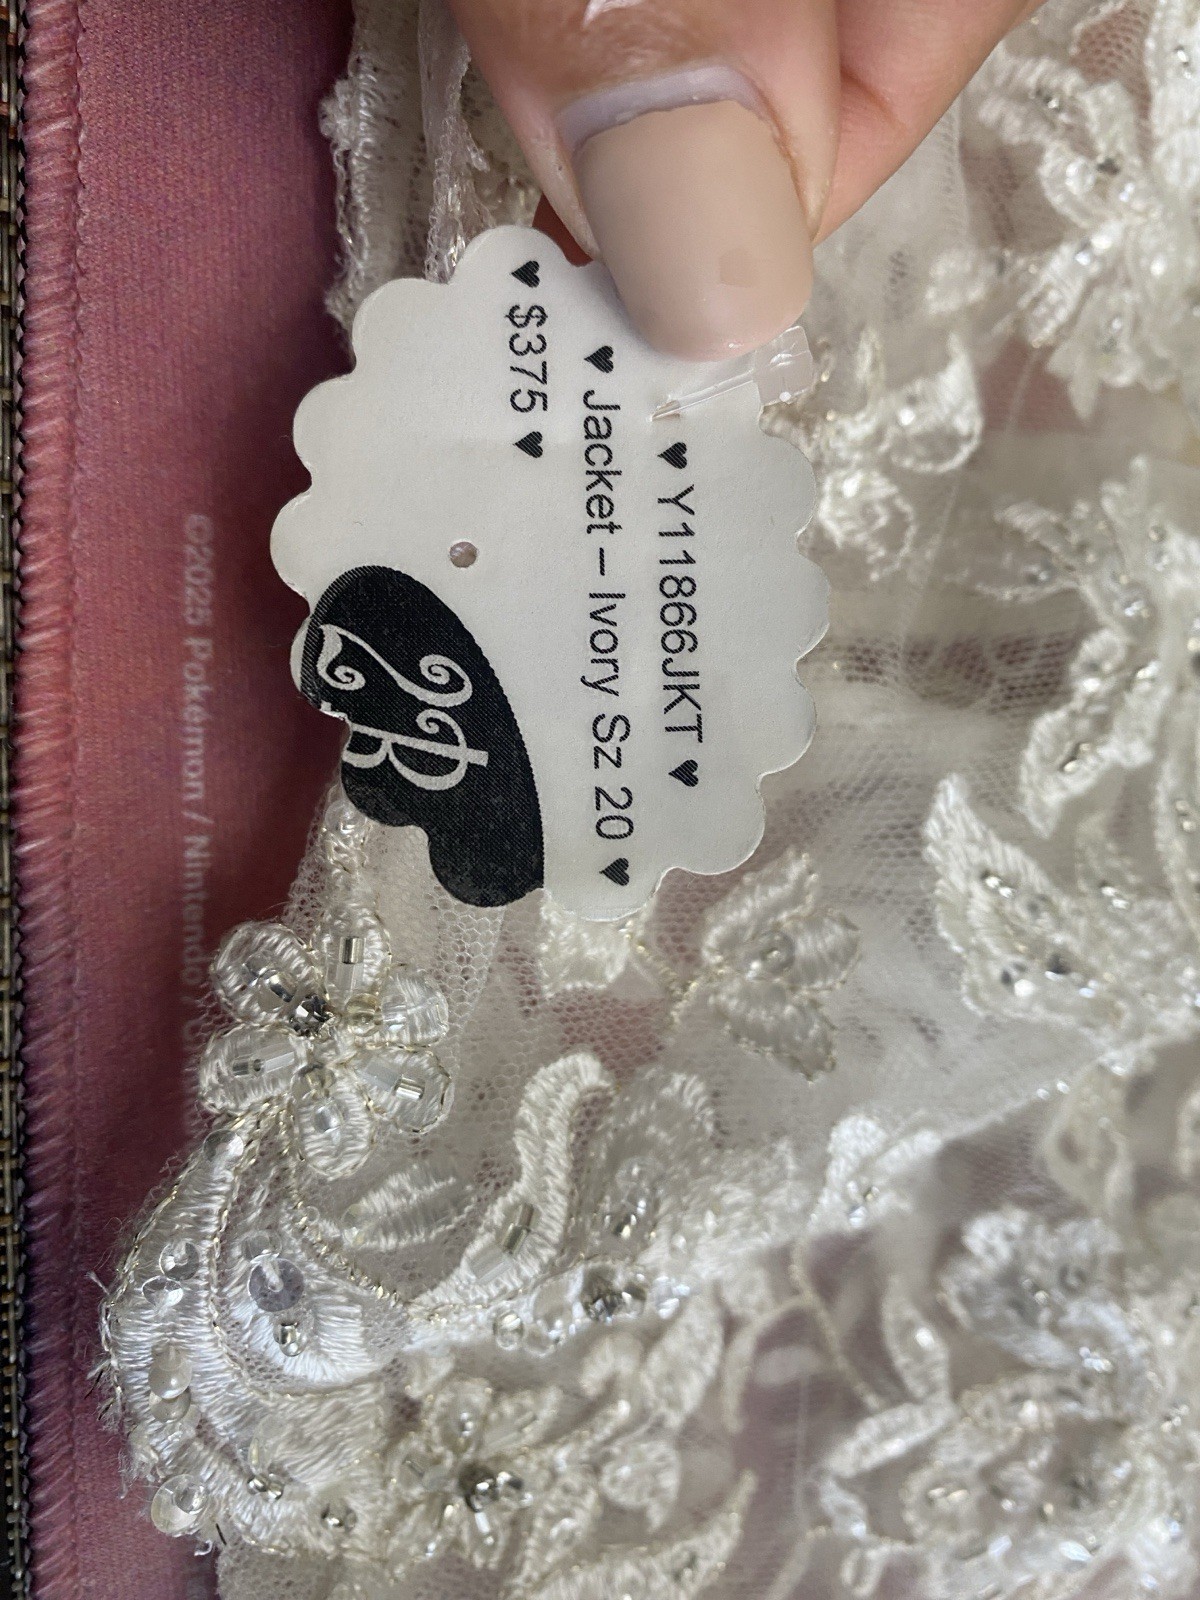 ♥ Y11866JKT ♥
♥ Jacket – Ivory Sz 20 ♥
♥ $375 ♥
©2025 Pokémon / Nintendo /